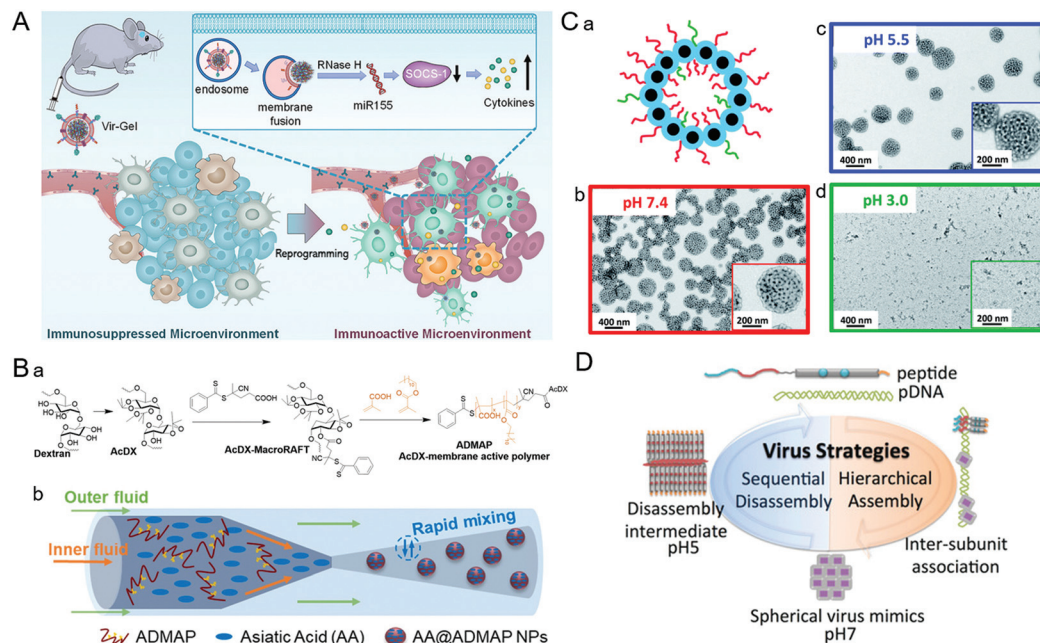 A
Vir-Gel
endosome
membrane
fusion
RNase H
miR155
SOCS-1
Cytokines
Reprogramming
Immunosuppressed Microenvironment
Immunoactive Microenvironment
B a
Dextran
AcDX
COOH
AcDX-MacroRAFT
COOH
ADMAP
AcDX-membrane active polymer
b
Outer fluid
Inner fluid
Rapid mixing
ADMAP
Asiatic Acid (AA)
AA@ADMAP NPs
C a
b
pH 7.4
400 nm
200 nm
c
pH 5.5
400 nm
200 nm
d
pH 3.0
400 nm
200 nm
D
peptide
pDNA
Virus Strategies
Sequential
Disassembly
Hierarchical
Assembly
Disassembly
intermediate
pH5
Inter-subunit
association
Spherical virus mimics
pH7